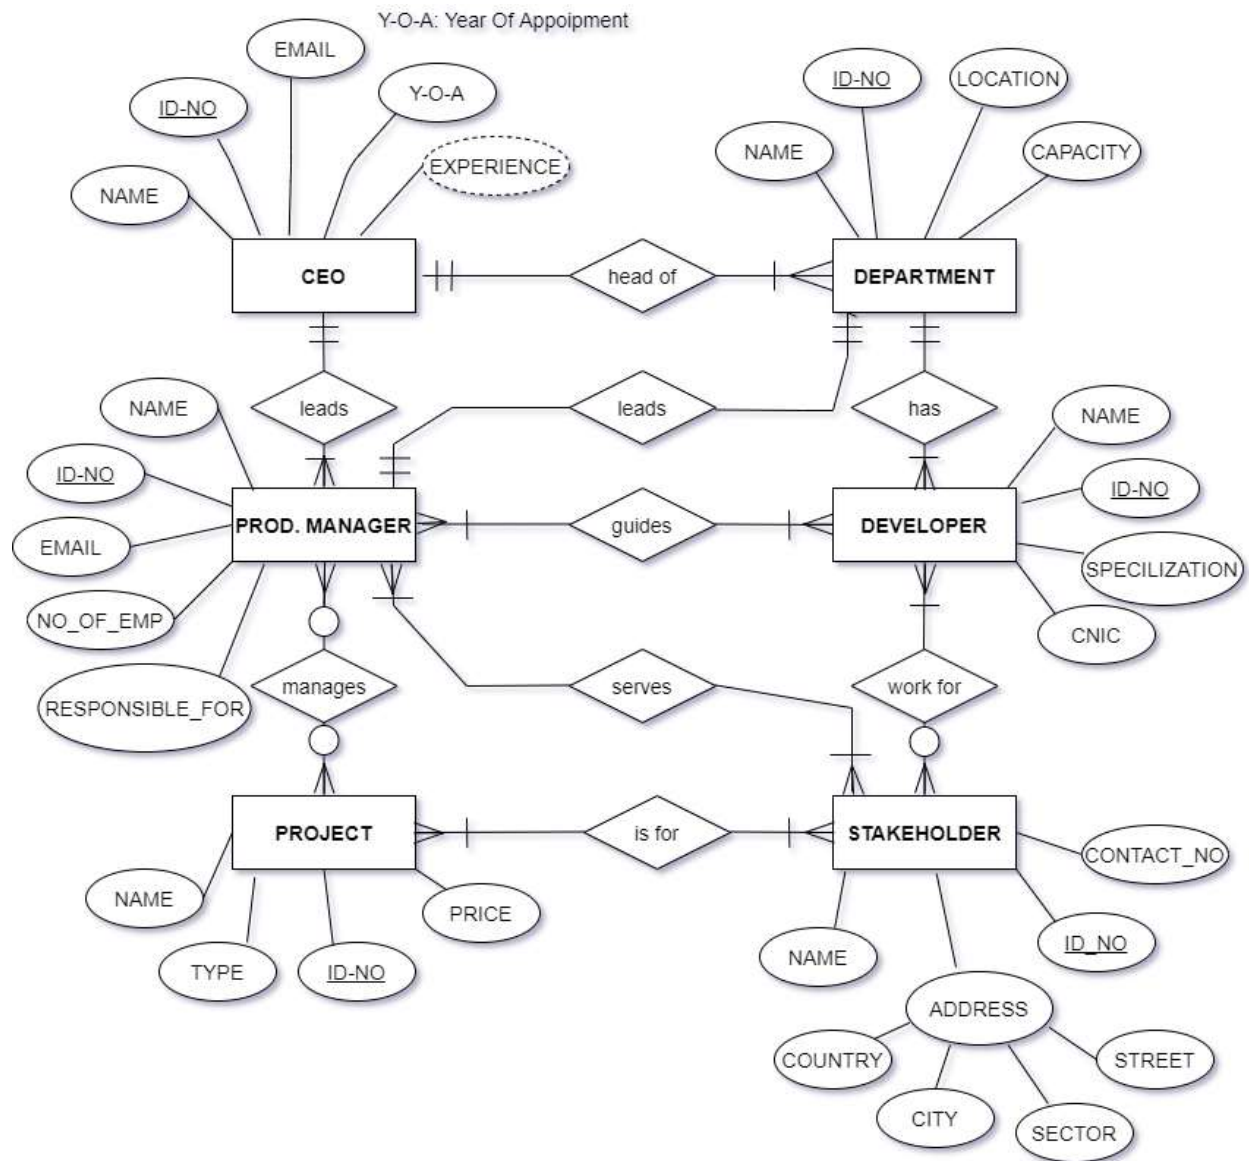 Y-O-A: Year Of Appoipment
EMAIL
ID-NO
Y-O-A
EXPERIENCE
NAME
ID-NO
LOCATION
NAME
CAPACITY
CEO
head of
DEPARTMENT
leads
leads
has
NAME
ID-NO
EMAIL
NO_OF_EMP
RESPONSIBLE_FOR
PROD. MANAGER
guides
DEVELOPER
NAME
ID-NO
SPECILIZATION
CNIC
manages
serves
work for
PROJECT
is for
STAKEHOLDER
NAME
TYPE
ID-NO
PRICE
CONTACT_NO
ID_NO
NAME
ADDRESS
COUNTRY
CITY
SECTOR
STREET